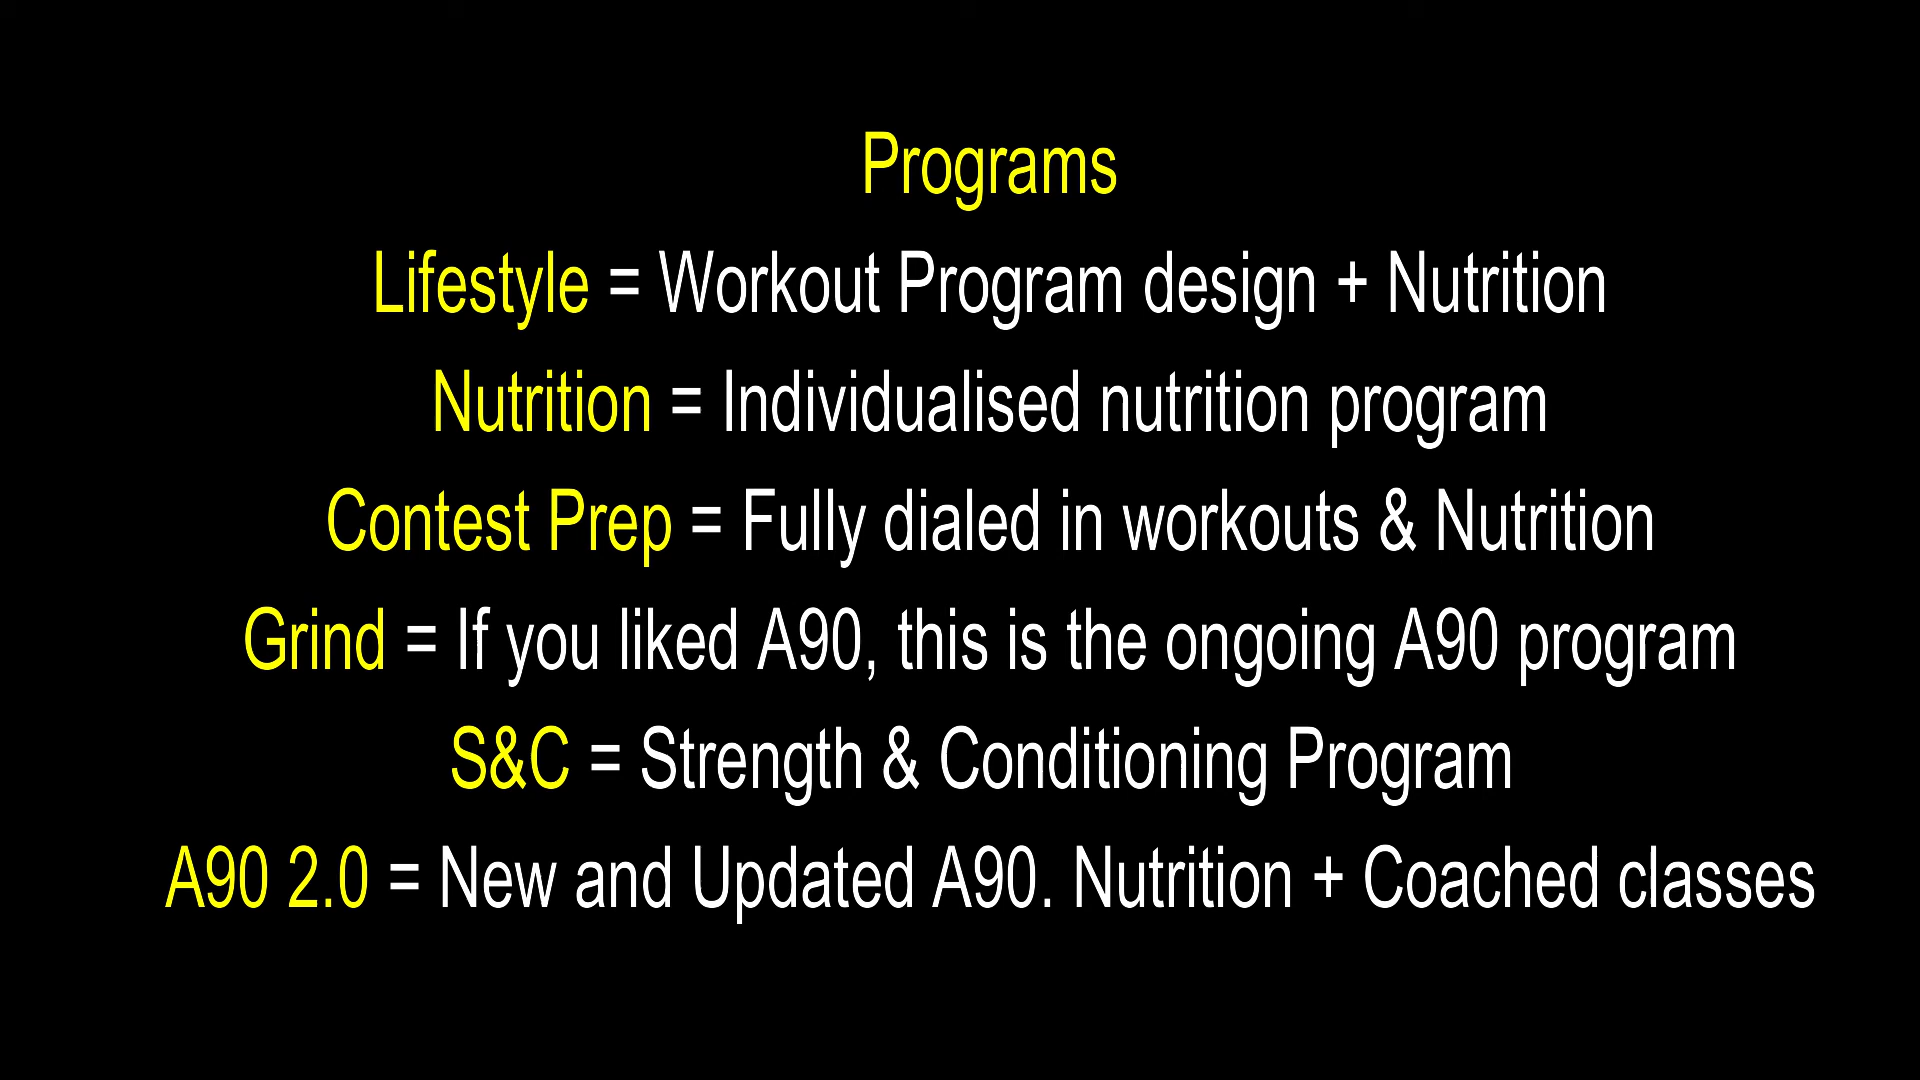 Programs
Lifestyle = Workout Program design + Nutrition
Nutrition = Individualised nutrition program
Contest Prep = Fully dialed in workouts & Nutrition
Grind = If you liked A90, this is the ongoing A90 program
S&C = Strength & Conditioning Program
A90 2.0 = New and Updated A90. Nutrition + Coached classes